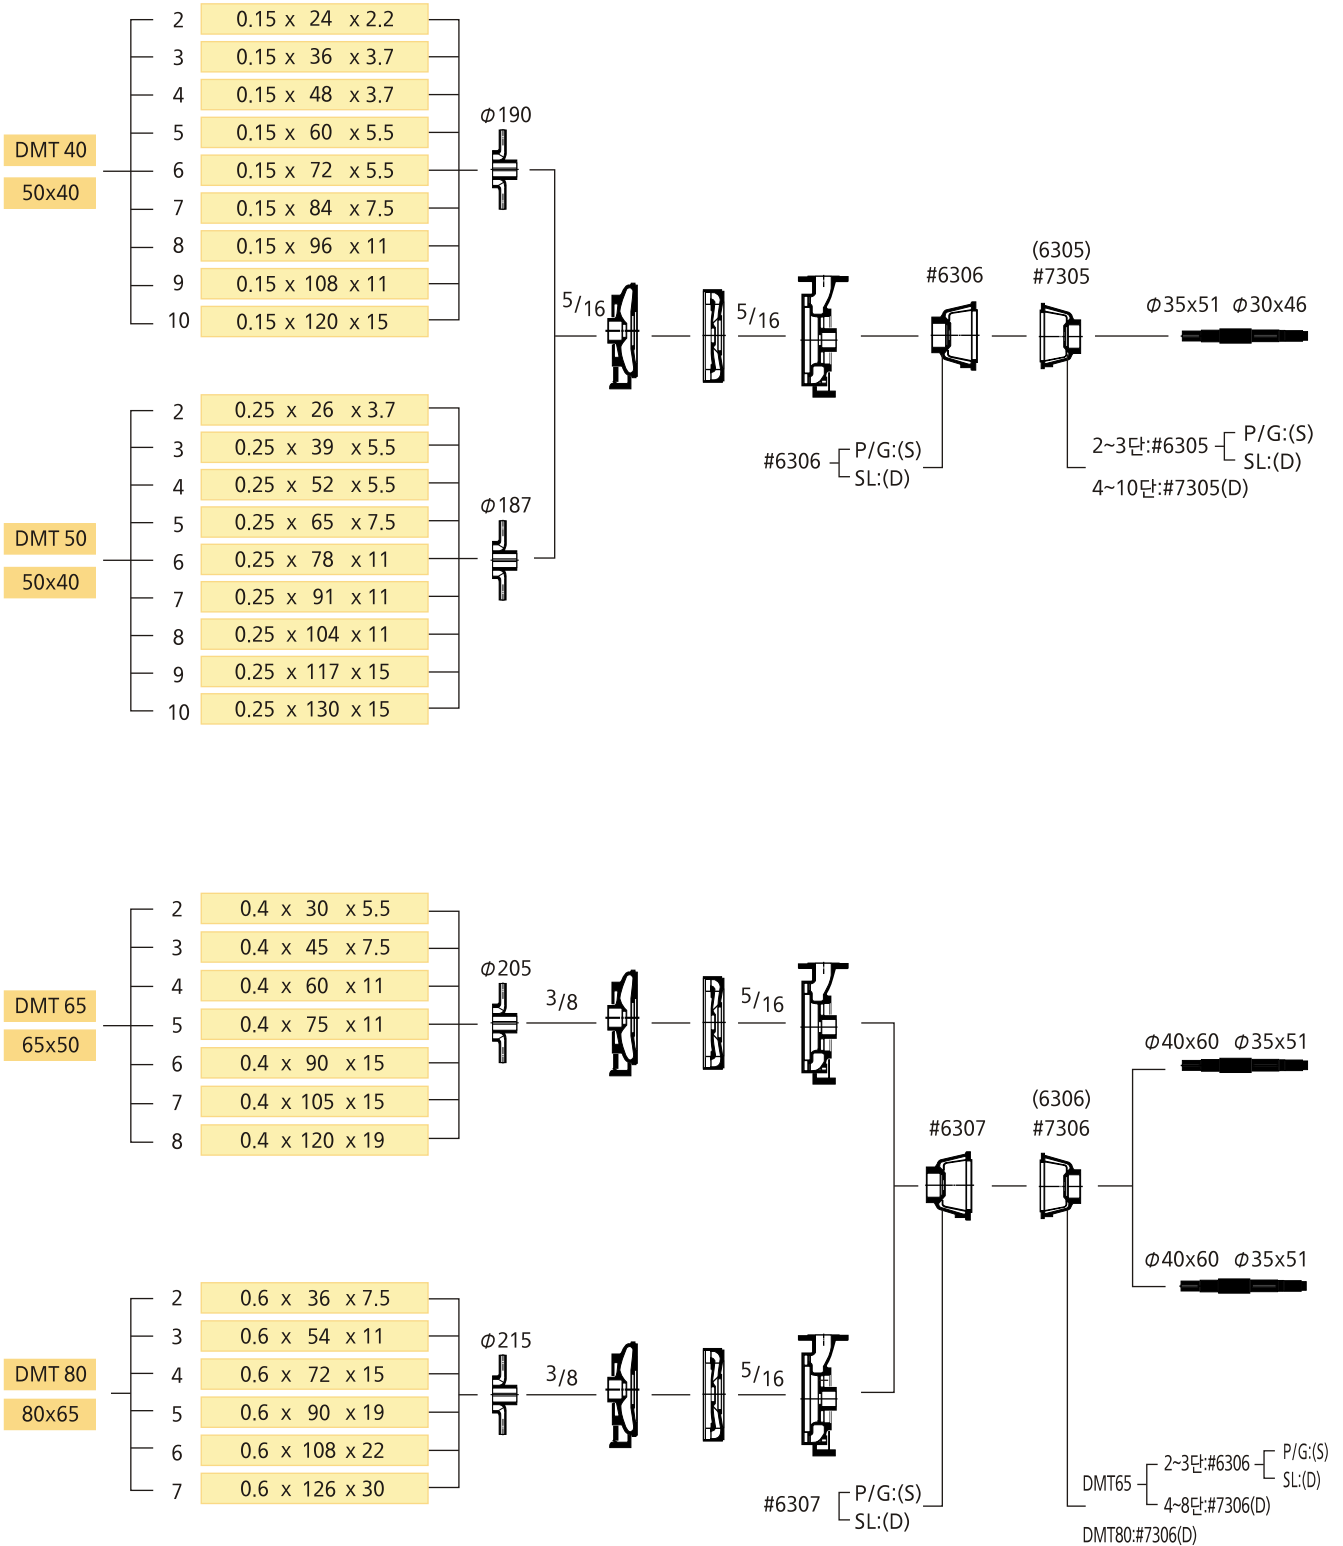 2 0.15 x 24 x 2.2
3 0.15 x 36 x 3.7
4 0.15 x 48 x 3.7
5 0.15 x 60 x 5.5
6 0.15 x 72 x 5.5
7 0.15 x 84 x 7.5
8 0.15 x 96 x 11
9 0.15 x 108 x 11
10 0.15 x 120 x 15
DMT 40
50x40
Φ190
2 0.25 x 26 x 3.7
3 0.25 x 39 x 5.5
4 0.25 x 52 x 5.5
5 0.25 x 65 x 7.5
6 0.25 x 78 x 11
7 0.25 x 91 x 11
8 0.25 x 104 x 11
9 0.25 x 117 x 15
10 0.25 x 130 x 15
DMT 50
50x40
Φ187
5/16
5/16
#6306
(6305)
#7305
Φ35x51 Φ30x46
#6306
P/G:(S)
SL:(D)
2~3단:#6305
P/G:(S)
SL:(D)
4~10단:#7305(D)
2 0.4 x 30 x 5.5
3 0.4 x 45 x 7.5
4 0.4 x 60 x 11
5 0.4 x 75 x 11
6 0.4 x 90 x 15
7 0.4 x 105 x 15
8 0.4 x 120 x 19
DMT 65
65x50
Φ205
3/8
5/16
2 0.6 x 36 x 7.5
3 0.6 x 54 x 11
4 0.6 x 72 x 15
5 0.6 x 90 x 19
6 0.6 x 108 x 22
7 0.6 x 126 x 30
DMT 80
80x65
Φ215
3/8
5/16
#6307
(6306)
#7306
Φ40x60 Φ35x51
Φ40x60 Φ35x51
#6307
P/G:(S)
SL:(D)
DMT65
2~3단:#6306
P/G:(S)
SL:(D)
4~8단:#7306(D)
DMT80:#7306(D)